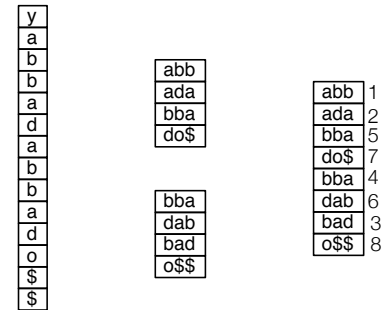 y
a
b
b
a
d
a
b
b
a
d
o
$
$
abb
ada
bba
do$
bba
dab
bad
o$$
abb 1
ada 2
bba 5
do$ 7
bba 4
dab 6
bad 3
o$$ 8